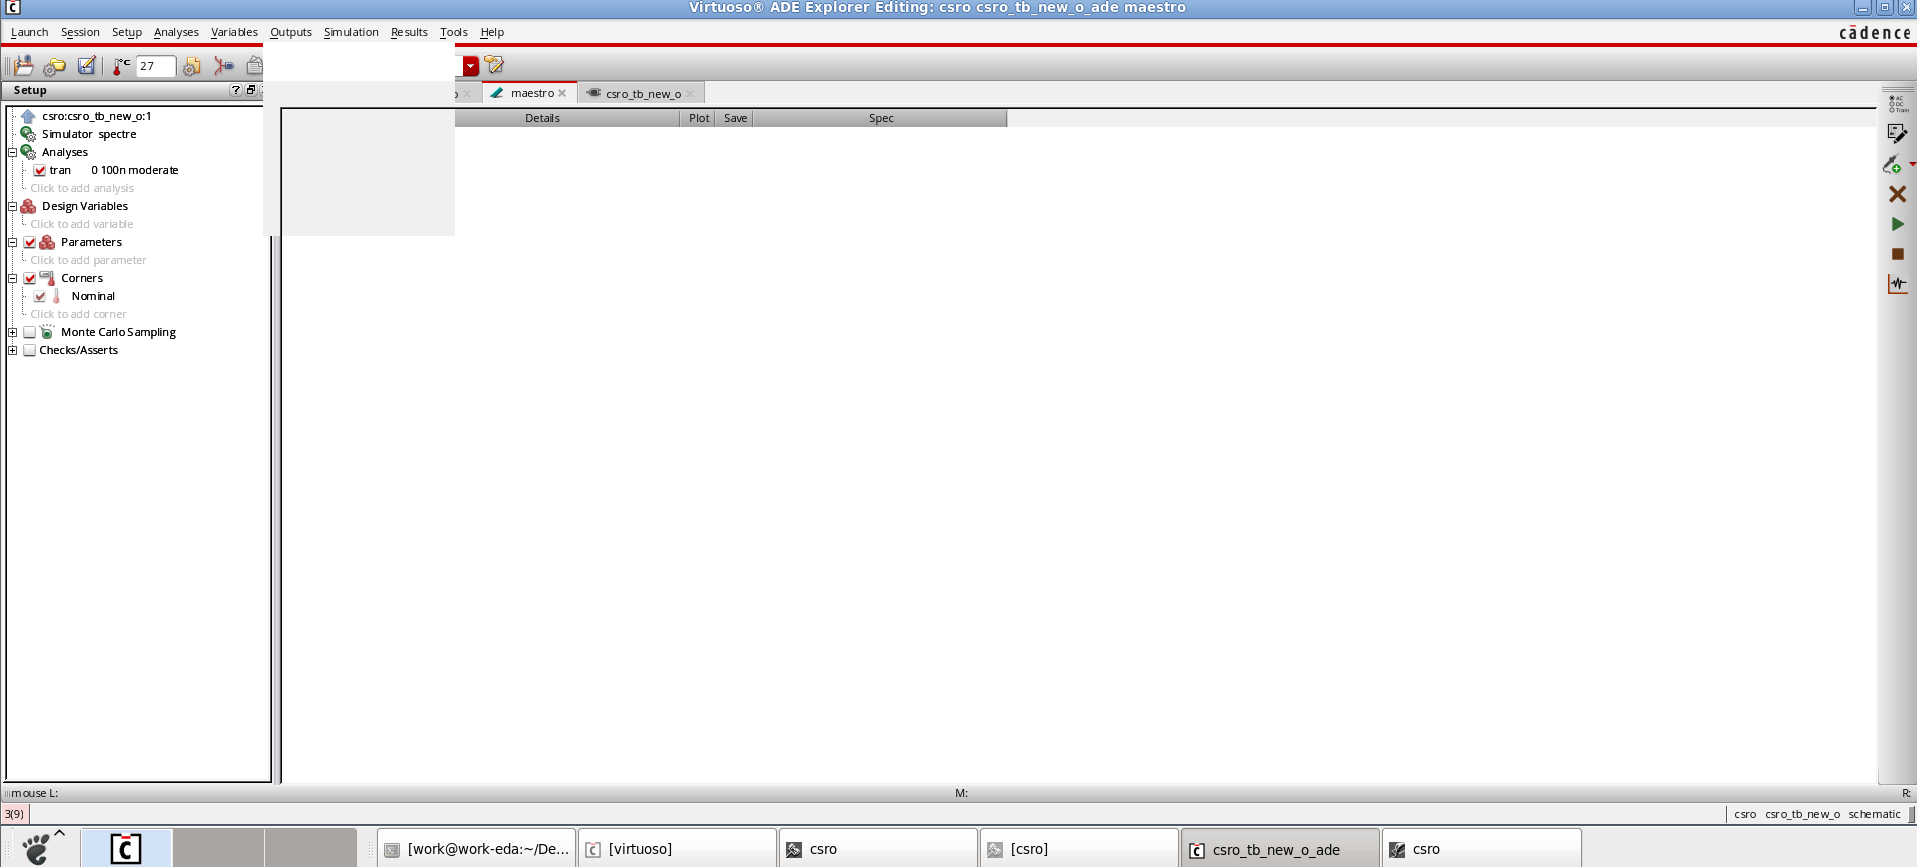 Virtuoso® ADE Explorer Editing: csro csro_tb_new_o_ade maestro
Launch Session Setup Analyses Variables Outputs Simulation Results Tools Help
cādence
°C 27
Setup
maestro
csro_tb_new_o
csro:csro_tb_new_o:1
Details Plot Save Spec
Simulator spectre
Analyses
tran 0 100n moderate
Click to add analysis
Design Variables
Click to add variable
Parameters
Click to add parameter
Corners
Nominal
Click to add corner
Monte Carlo Sampling
Checks/Asserts
AC
DC
Trans
mouse L: M: R:
3(9)
csro csro_tb_new_o schematic
[work@work-eda:~/De... [virtuoso] csro [csro] csro_tb_new_o_ade csro